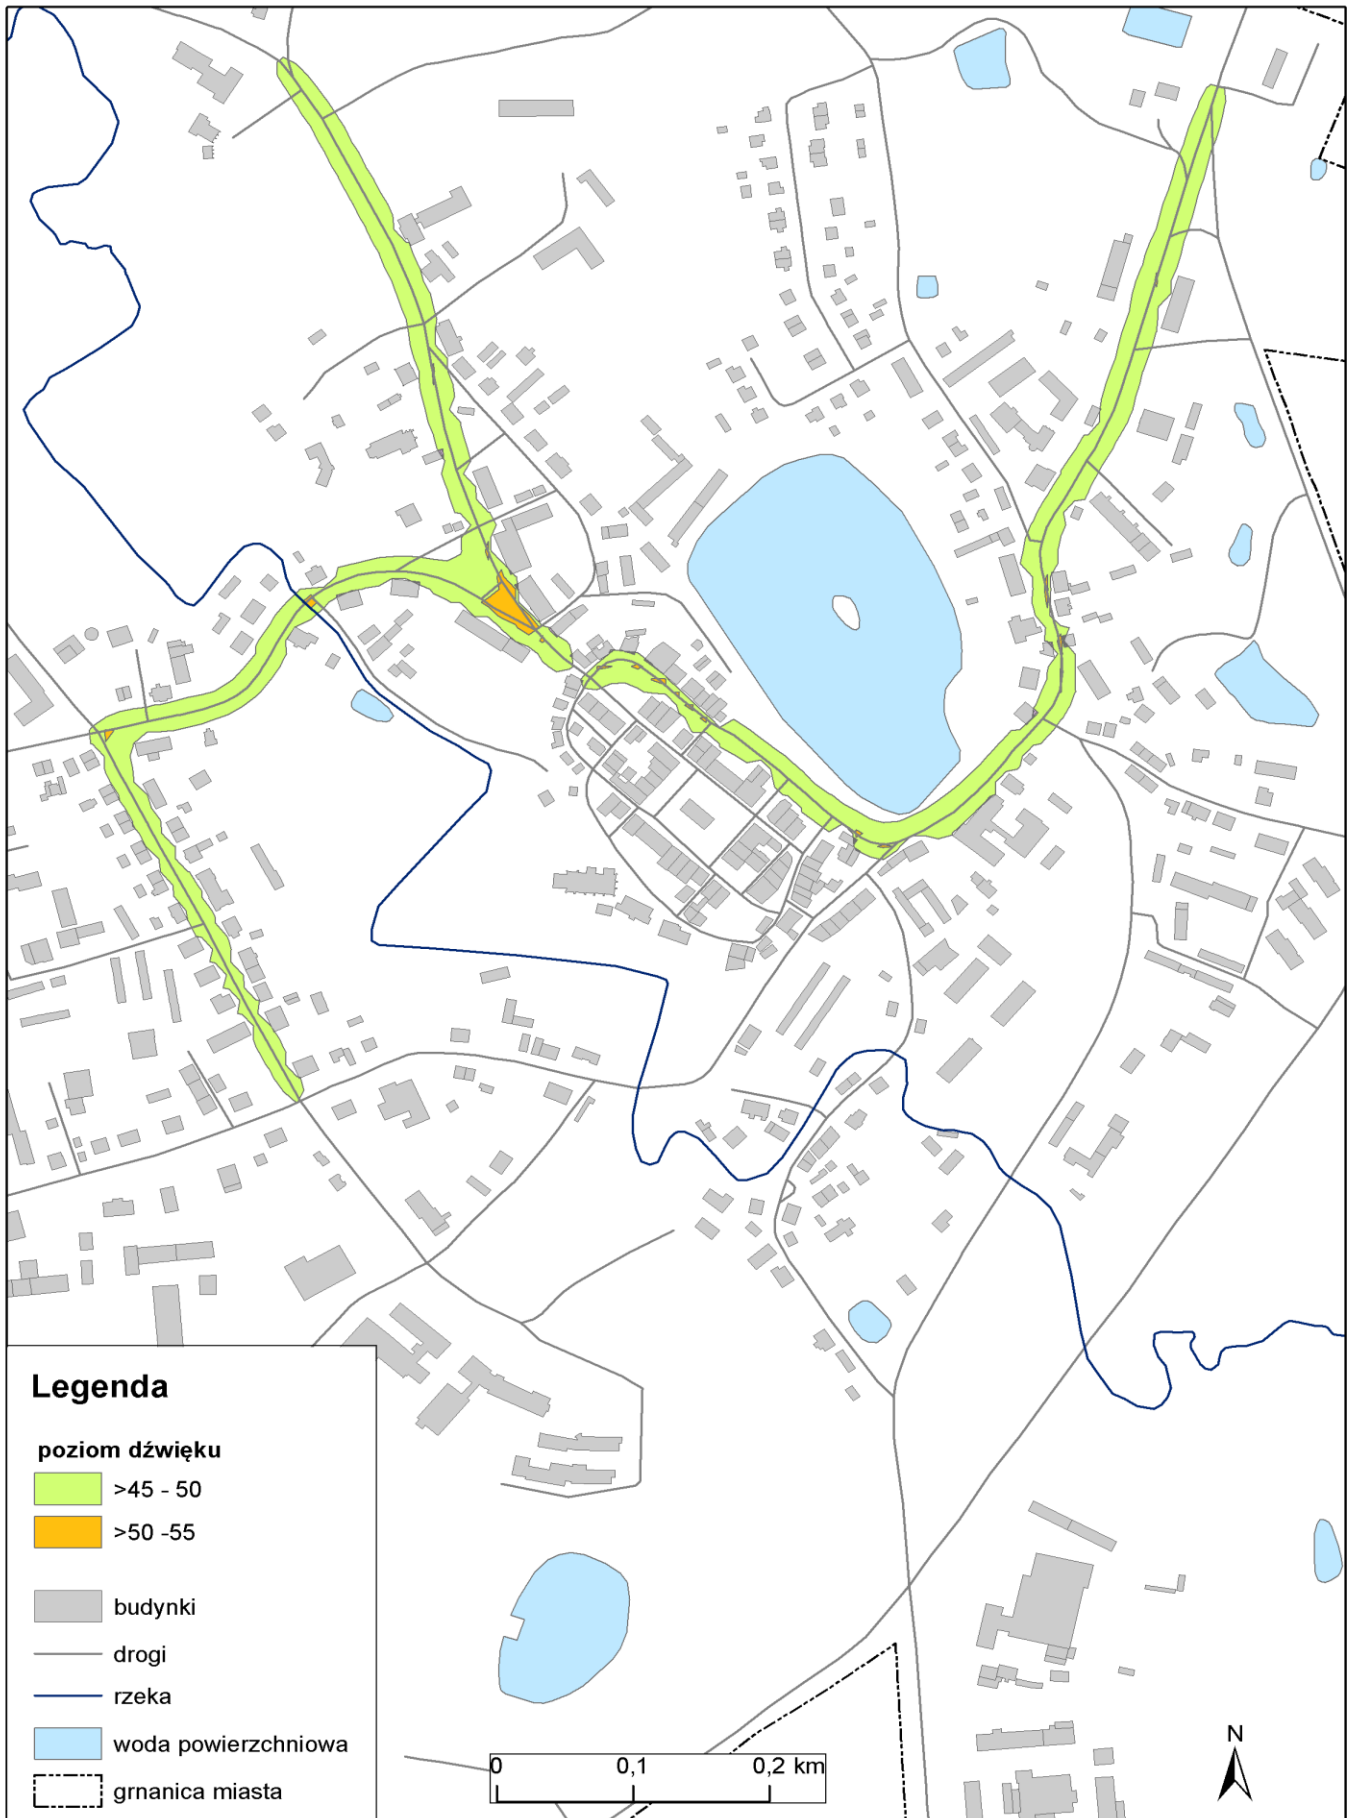 Legenda
poziom dźwięku
>45 - 50
>50 -55
budynki
drogi
rzeka
woda powierzchniowa
grnanica miasta
0 0,1 0,2 km
N